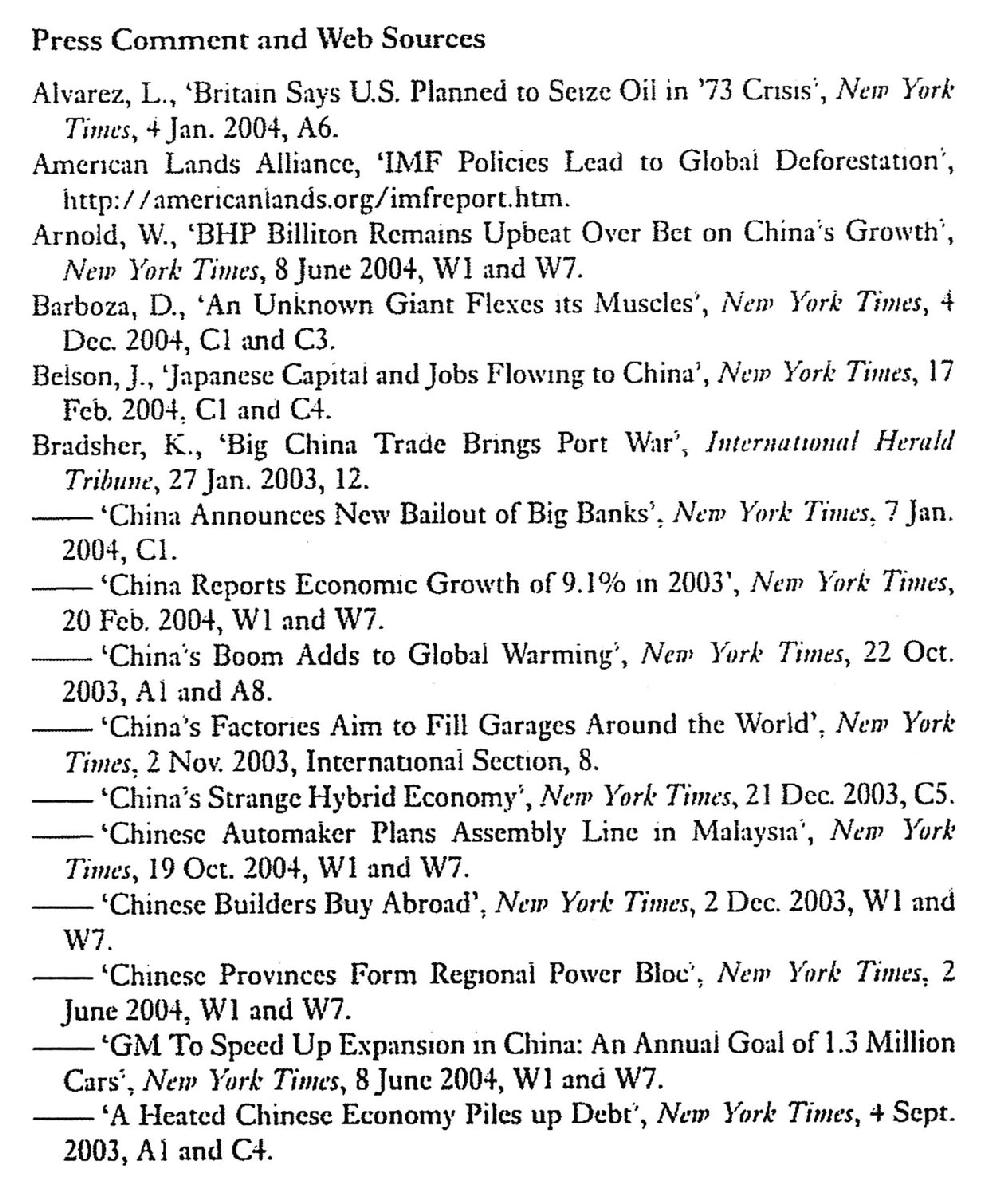 Press Comment and Web Sources
Alvarez, L., ‘Britain Says U.S. Planned to Seize Oil in ’73 Crisis’, New York
Times, 4 Jan. 2004, A6.
American Lands Alliance, ‘IMF Policies Lead to Global Deforestation’,
http://americanlands.org/imfreport.htm.
Arnold, W., ‘BHP Billiton Remains Upbeat Over Bet on China’s Growth’,
New York Times, 8 June 2004, W1 and W7.
Barboza, D., ‘An Unknown Giant Flexes its Muscles’, New York Times, 4
Dec. 2004, C1 and C3.
Belson, J., ‘Japanese Capital and Jobs Flowing to China’, New York Times, 17
Feb. 2004, C1 and C4.
Bradsher, K., ‘Big China Trade Brings Port War’, International Herald
Tribune, 27 Jan. 2003, 12.
—— ‘China Announces New Bailout of Big Banks’, New York Times, 7 Jan.
2004, C1.
—— ‘China Reports Economic Growth of 9.1% in 2003’, New York Times,
20 Feb. 2004, W1 and W7.
—— ‘China’s Boom Adds to Global Warming’, New York Times, 22 Oct.
2003, A1 and A8.
—— ‘China’s Factories Aim to Fill Garages Around the World’, New York
Times, 2 Nov. 2003, International Section, 8.
—— ‘China’s Strange Hybrid Economy’, New York Times, 21 Dec. 2003, C5.
—— ‘Chinese Automaker Plans Assembly Line in Malaysia’, New York
Times, 19 Oct. 2004, W1 and W7.
—— ‘Chinese Builders Buy Abroad’, New York Times, 2 Dec. 2003, W1 and
W7.
—— ‘Chinese Provinces Form Regional Power Bloc’, New York Times, 2
June 2004, W1 and W7.
—— ‘GM To Speed Up Expansion in China: An Annual Goal of 1.3 Million
Cars’, New York Times, 8 June 2004, W1 and W7.
—— ‘A Heated Chinese Economy Piles up Debt’, New York Times, 4 Sept.
2003, A1 and C4.